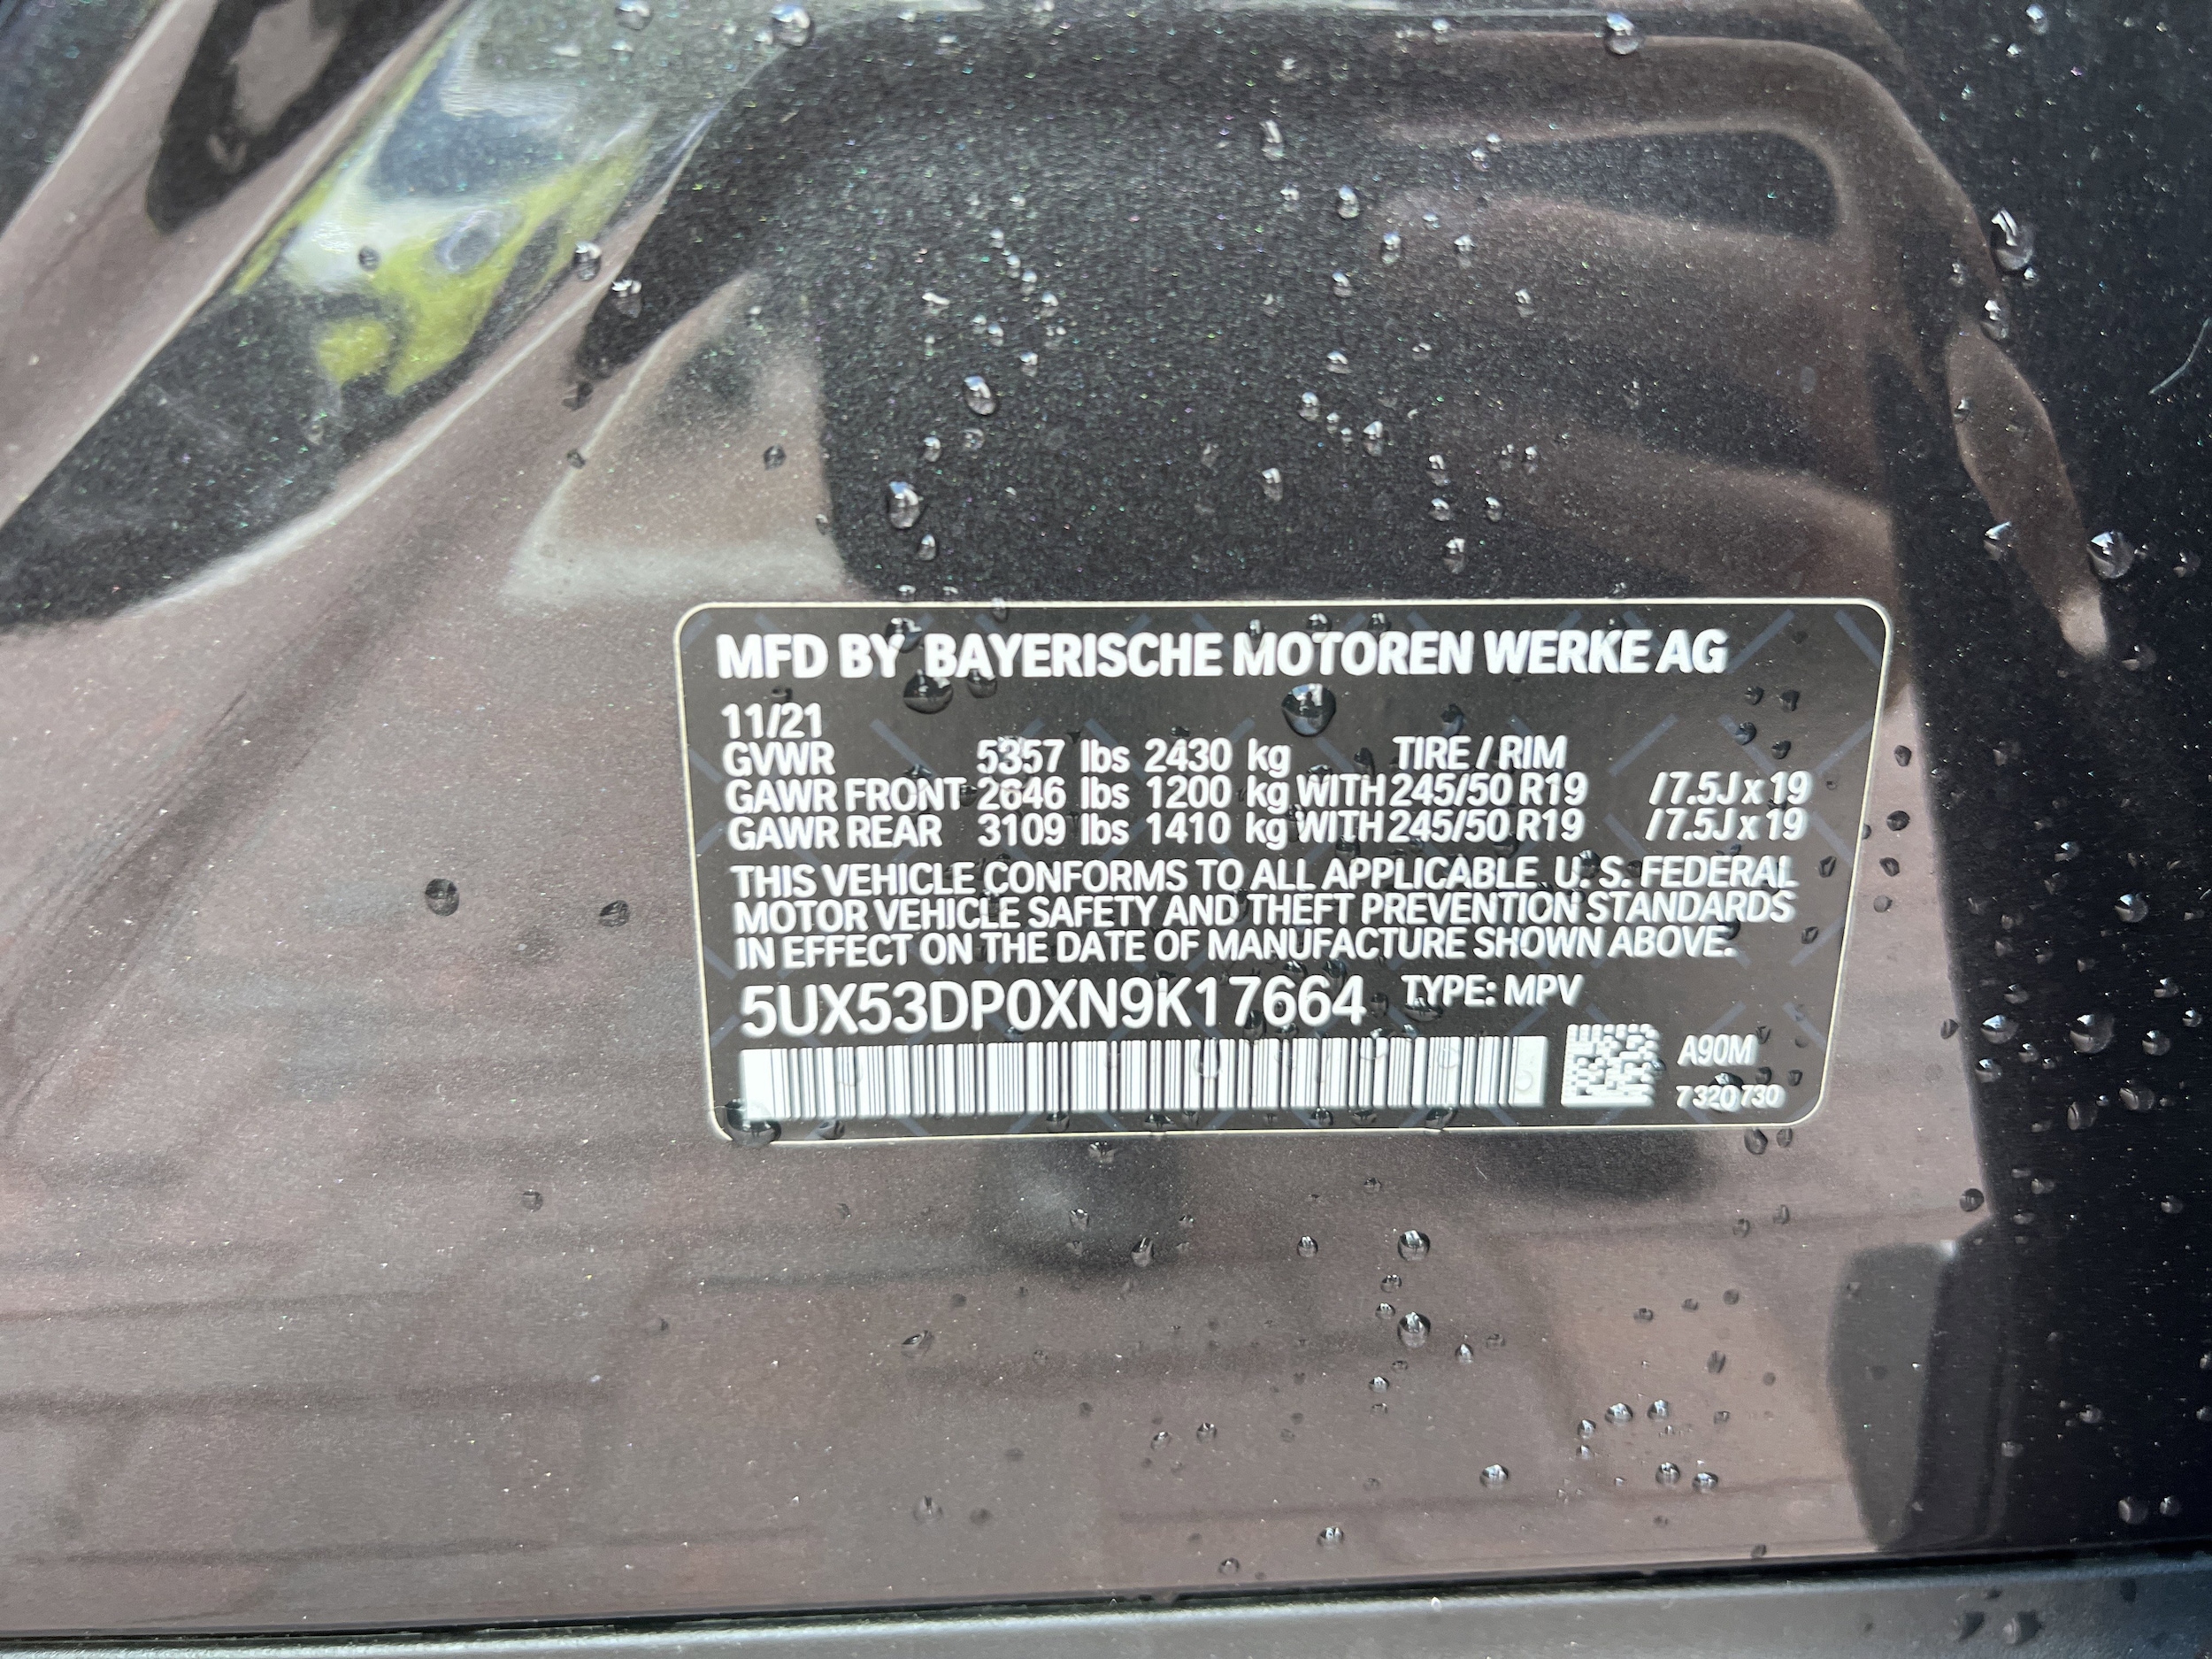 MFD BY BAYERISCHE MOTOREN WERKE AG
11/21
GVWR 5357 lbs 2430 kg TIRE / RIM
GAWR FRONT 2646 lbs 1200 kg WITH 245/50 R19 / 7.5J x 19
GAWR REAR 3109 lbs 1410 kg WITH 245/50 R19 / 7.5J x 19
THIS VEHICLE CONFORMS TO ALL APPLICABLE U. S. FEDERAL
MOTOR VEHICLE SAFETY AND THEFT PREVENTION STANDARDS
IN EFFECT ON THE DATE OF MANUFACTURE SHOWN ABOVE.
5UX53DP0XN9K17664 TYPE: MPV
A90M
7 320 730